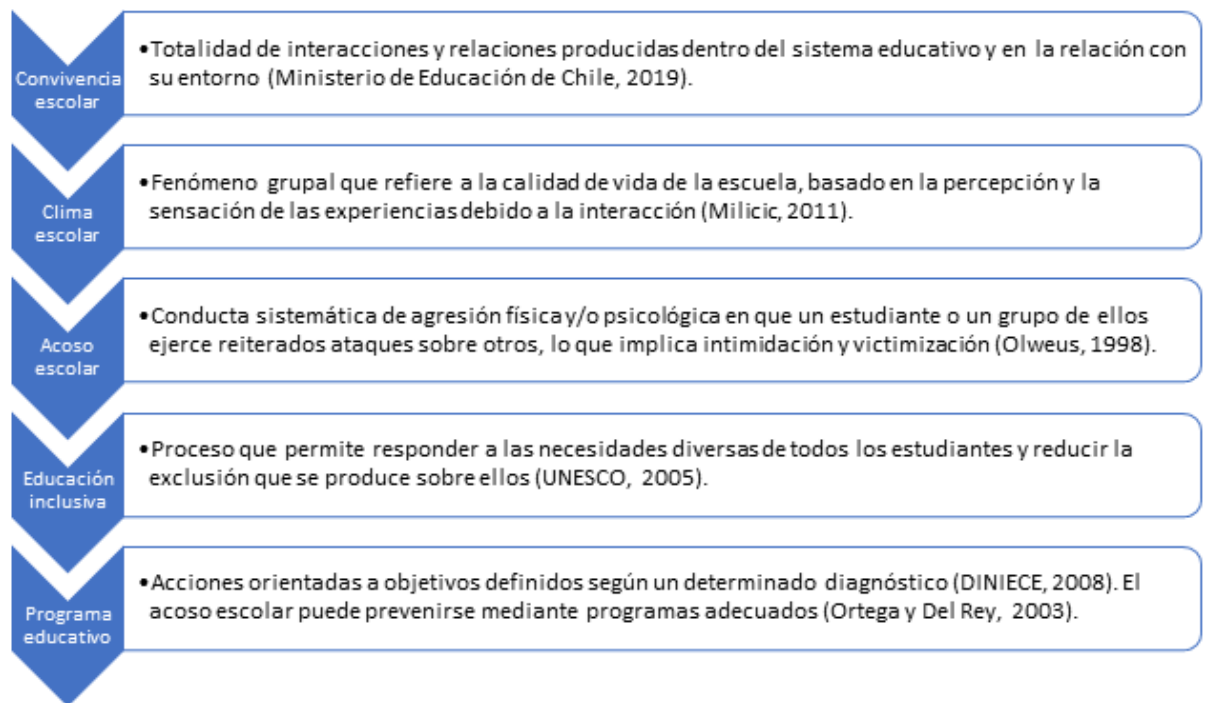 Convivencia
escolar
•Totalidad de interacciones y relaciones producidas dentro del sistema educativo y en la relación con
su entorno (Ministerio de Educación de Chile, 2019).
Clima
escolar
•Fenómeno grupal que refiere a la calidad de vida de la escuela, basado en la percepción y la
sensación de las experiencias debido a la interacción (Milicic, 2011).
Acoso
escolar
•Conducta sistemática de agresión física y/o psicológica en que un estudiante o un grupo de ellos
ejerce reiterados ataques sobre otros, lo que implica intimidación y victimización (Olweus, 1998).
Educación
inclusiva
•Proceso que permite responder a las necesidades diversas de todos los estudiantes y reducir la
exclusión que se produce sobre ellos (UNESCO, 2005).
Programa
educativo
•Acciones orientadas a objetivos definidos según un determinado diagnóstico (DINIECE, 2008). El
acoso escolar puede prevenirse mediante programas adecuados (Ortega y Del Rey, 2003).